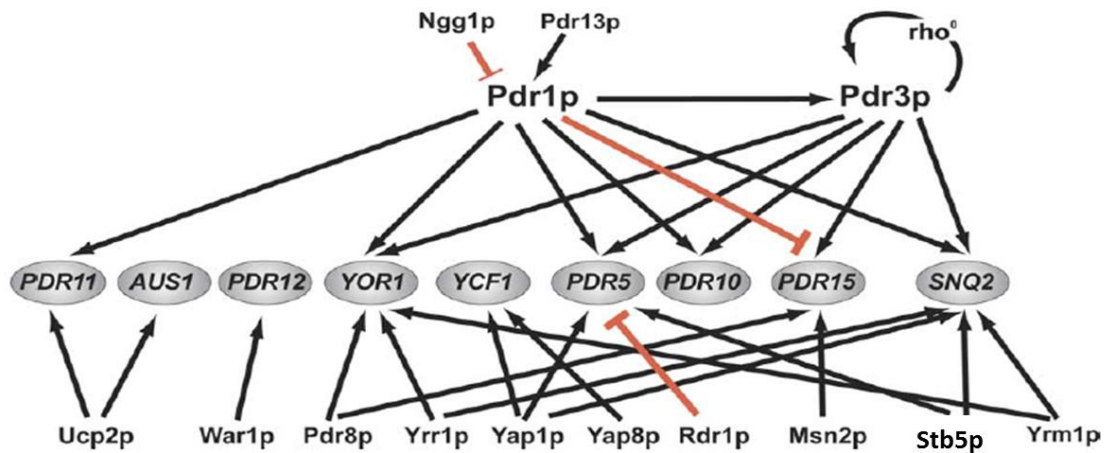 Ngg1p Pdr13p rho⁰
Pdr1p Pdr3p
PDR11 AUS1 PDR12 YOR1 YCF1 PDR5 PDR10 PDR15 SNQ2
Ucp2p War1p Pdr8p Yrr1p Yap1p Yap8p Rdr1p Msn2p Stb5p Yrm1p